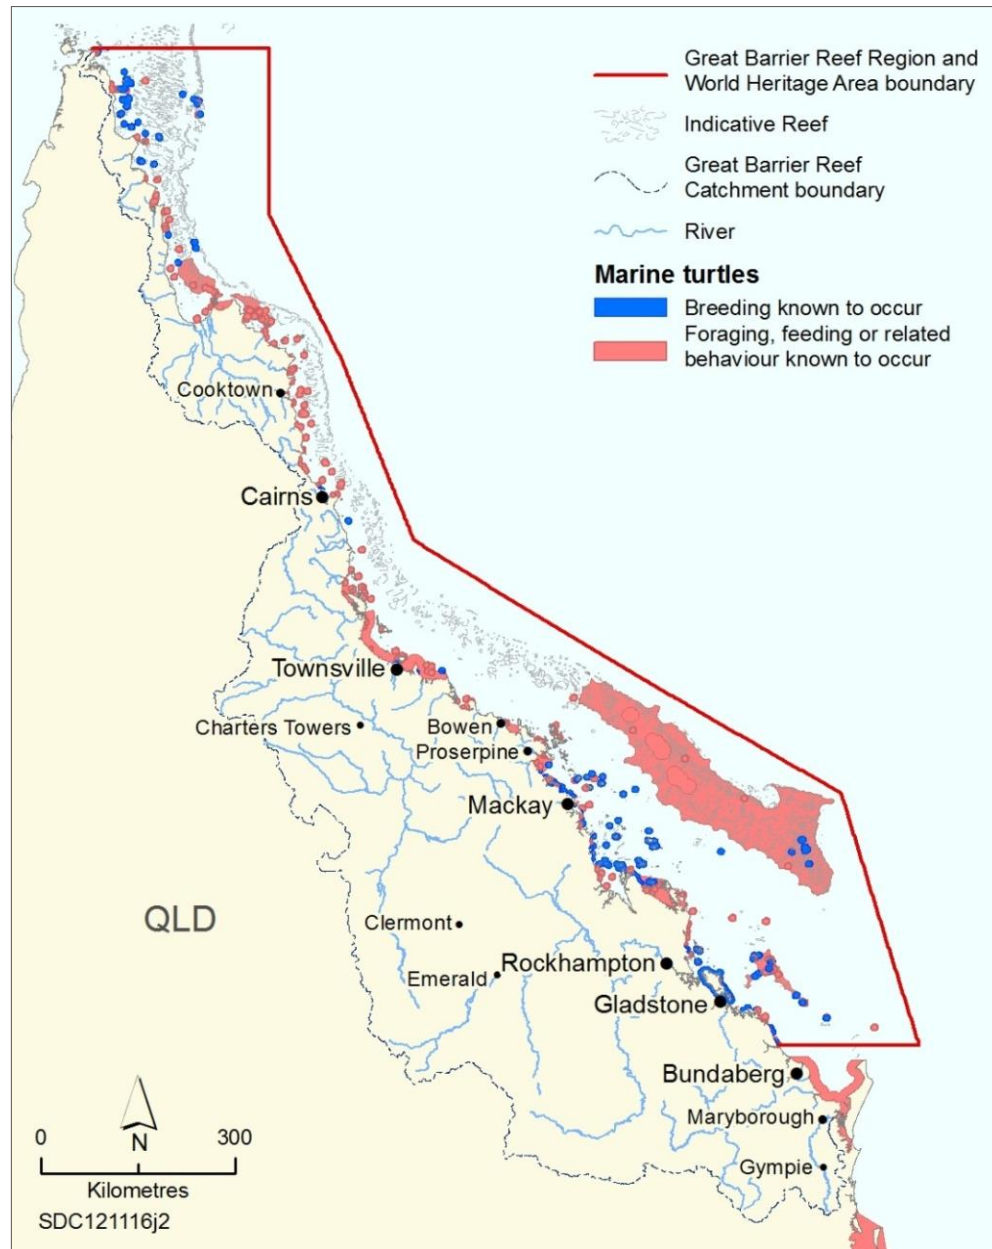 Great Barrier Reef Region and
World Heritage Area boundary
Indicative Reef
Great Barrier Reef
Catchment boundary
River
Marine turtles
Breeding known to occur
Foraging, feeding or related
behaviour known to occur
Cooktown
Cairns
Townsville
Charters Towers
Bowen
Proserpine
Mackay
QLD
Clermont
Rockhampton
Emerald
Gladstone
Bundaberg
Maryborough
Gympie
N
0 300
Kilometres
SDC121116j2